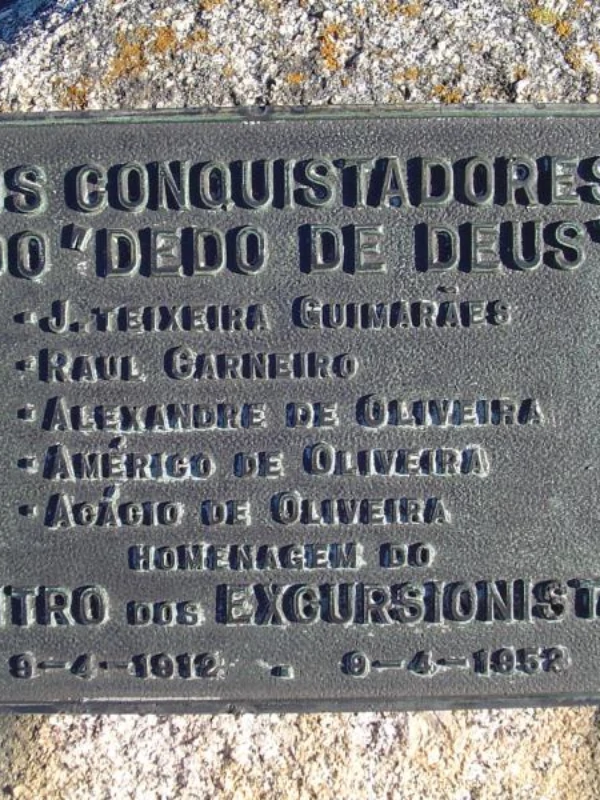 S CONQUISTADORES
DO "DEDO DE DEUS"
- J. TEIXEIRA GUIMARÃES
- RAUL CARNEIRO
- ALEXANDRE DE OLIVEIRA
- AMÉRICO DE OLIVEIRA
- ACÁCIO DE OLIVEIRA
HOMENAGEM DO
TRO DOS EXCURSIONIST
9-4-1912 - 9-4-1952